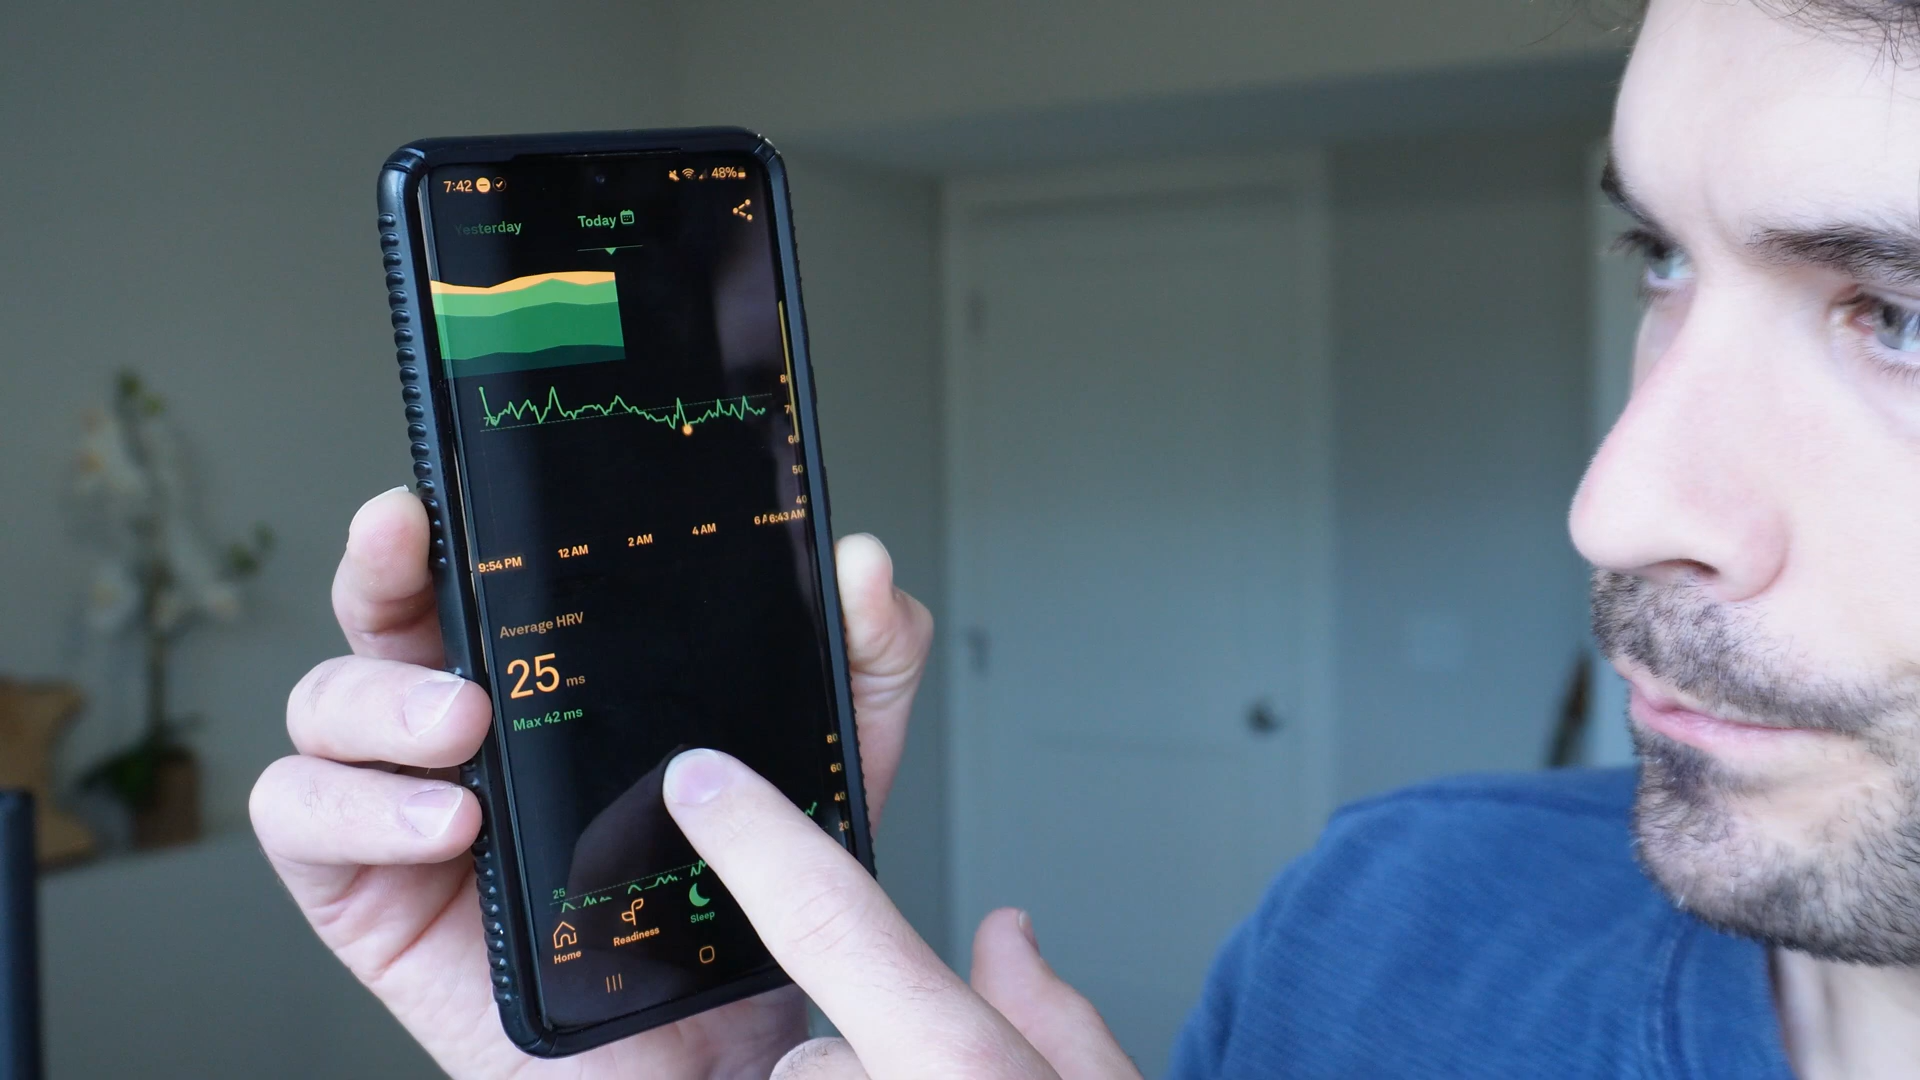 7:42 48%
Yesterday Today
80
60
50
40
9:54 PM 12 AM 2 AM 4 AM 6:43 AM
Average HRV
25 ms
Max 42 ms
80
60
40
20
25
Home Readiness Sleep